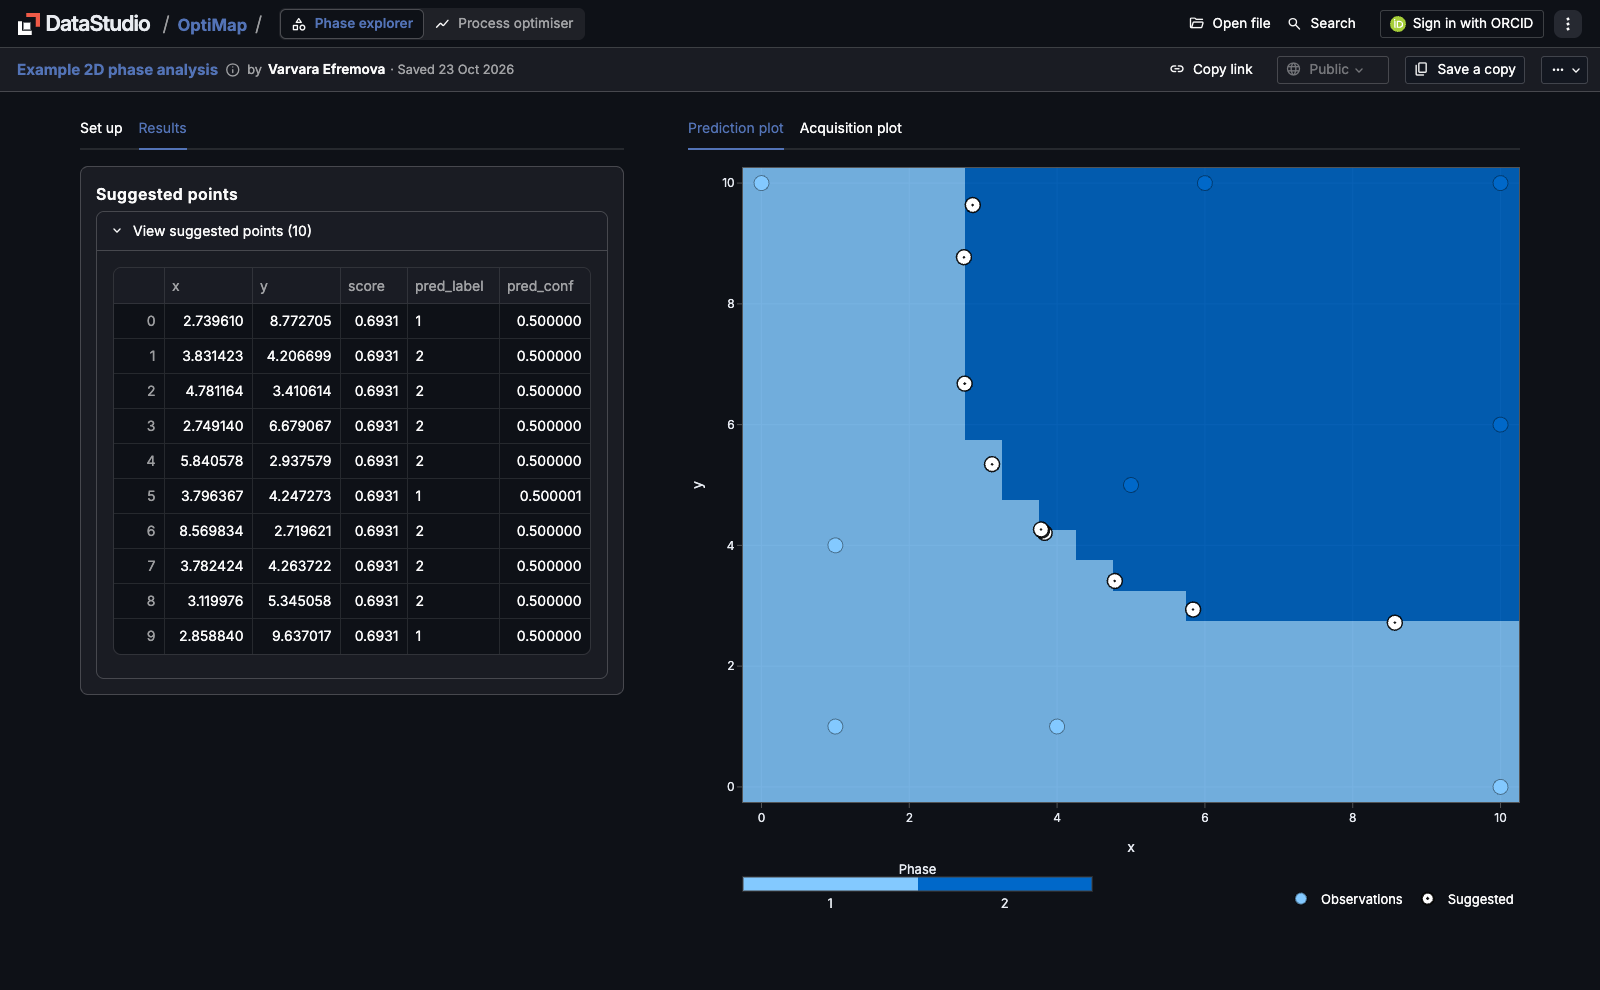 DataStudio / OptiMap / Phase explorer Process optimiser Open file Search iD Sign in with ORCID
Example 2D phase analysis by Varvara Efremova · Saved 23 Oct 2026 Copy link Public Save a copy
Set up Results
Prediction plot Acquisition plot
Suggested points
View suggested points (10)
x y score pred_label pred_conf
0 2.739610 8.772705 0.6931 1 0.500000
1 3.831423 4.206699 0.6931 2 0.500000
2 4.781164 3.410614 0.6931 2 0.500000
3 2.749140 6.679067 0.6931 2 0.500000
4 5.840578 2.937579 0.6931 2 0.500000
5 3.796367 4.247273 0.6931 1 0.500001
6 8.569834 2.719621 0.6931 2 0.500000
7 3.782424 4.263722 0.6931 2 0.500000
8 3.119976 5.345058 0.6931 2 0.500000
9 2.858840 9.637017 0.6931 1 0.500000
10
8
6
y
4
2
0
0 2 4 6 8 10
x
Phase
1 2
Observations Suggested